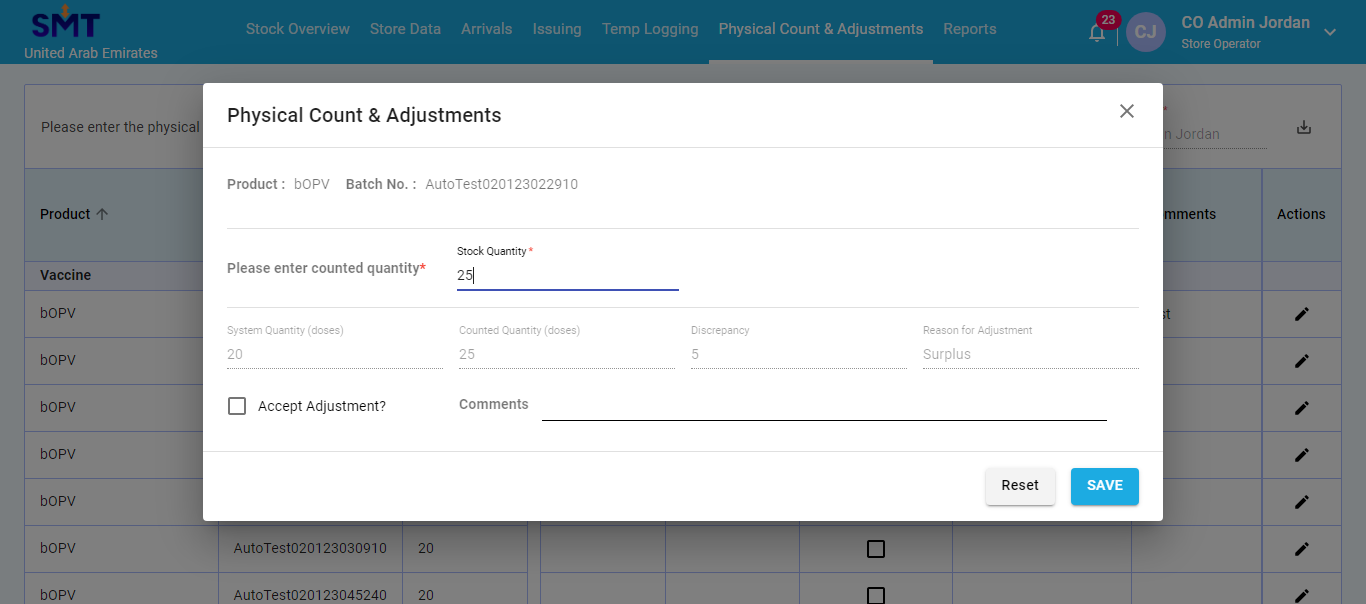 SMT
United Arab Emirates
Stock Overview Store Data Arrivals Issuing Temp Logging Physical Count & Adjustments Reports
23
CJ
CO Admin Jordan
Store Operator
Please enter the physical
Jordan
Physical Count & Adjustments
Product : bOPV Batch No. : AutoTest020123022910
Please enter counted quantity*
Stock Quantity *
25
System Quantity (doses) Counted Quantity (doses) Discrepancy Reason for Adjustment
20 25 5 Surplus
Accept Adjustment? Comments
Reset SAVE
Product Actions
Vaccine
bOPV
bOPV
bOPV
bOPV
bOPV
bOPV AutoTest020123030910 20
bOPV AutoTest020123045240 20